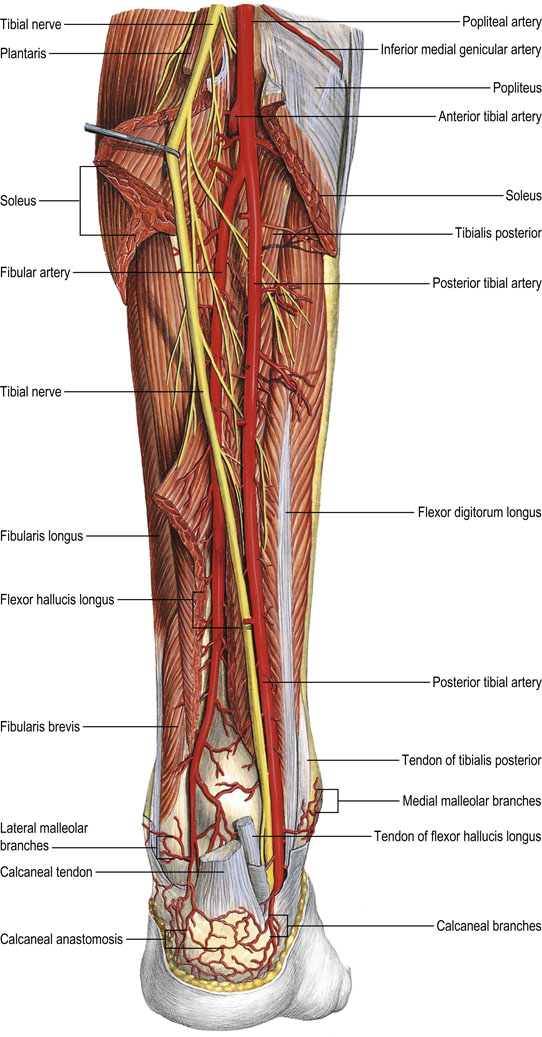 Tibial nerve
Plantaris
Soleus
Fibular artery
Tibial nerve
Fibularis longus
Flexor hallucis longus
Fibularis brevis
Lateral malleolar
branches
Calcaneal tendon
Calcaneal anastomosis
Popliteal artery
Inferior medial genicular artery
Popliteus
Anterior tibial artery
Soleus
Tibialis posterior
Posterior tibial artery
Flexor digitorum longus
Posterior tibial artery
Tendon of tibialis posterior
Medial malleolar branches
Tendon of flexor hallucis longus
Calcaneal branches